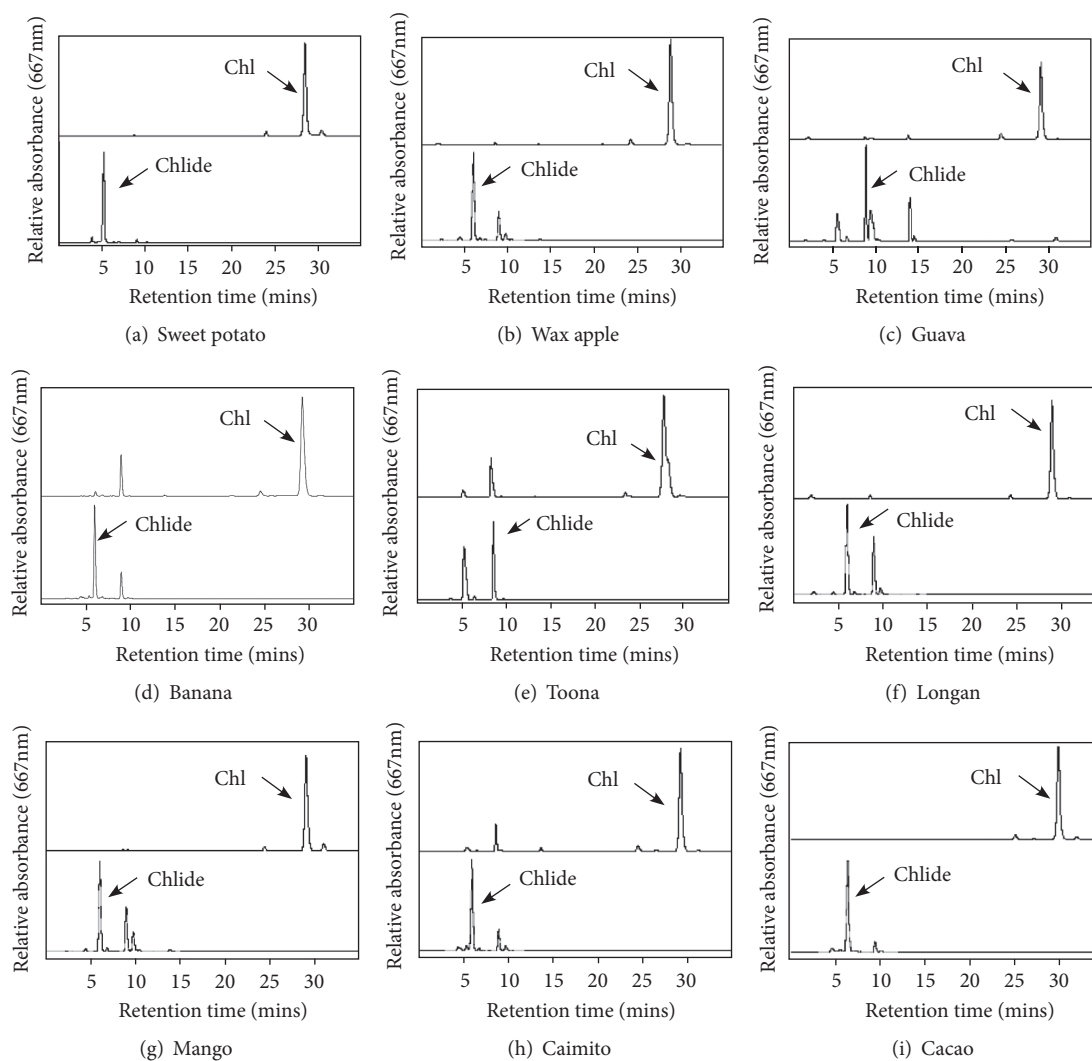 Relative absorbance (667nm)
Chl
Chlide
5 10 15 20 25 30
Retention time (mins)
(a) Sweet potato
Relative absorbance (667nm)
Chl
Chlide
5 10 15 20 25 30
Retention time (mins)
(b) Wax apple
Relative absorbance (667nm)
Chl
Chlide
5 10 15 20 25 30
Retention time (mins)
(c) Guava
Relative absorbance (667nm)
Chl
Chlide
5 10 15 20 25 30
Retention time (mins)
(d) Banana
Relative absorbance (667nm)
Chl
Chlide
5 10 15 20 25 30
Retention time (mins)
(e) Toona
Relative absorbance (667nm)
Chl
Chlide
5 10 15 20 25 30
Retention time (mins)
(f) Longan
Relative absorbance (667nm)
Chl
Chlide
5 10 15 20 25 30
Retention time (mins)
(g) Mango
Relative absorbance (667nm)
Chl
Chlide
5 10 15 20 25 30
Retention time (mins)
(h) Caimito
Relative absorbance (667nm)
Chl
Chlide
5 10 15 20 25 30
Retention time (mins)
(i) Cacao